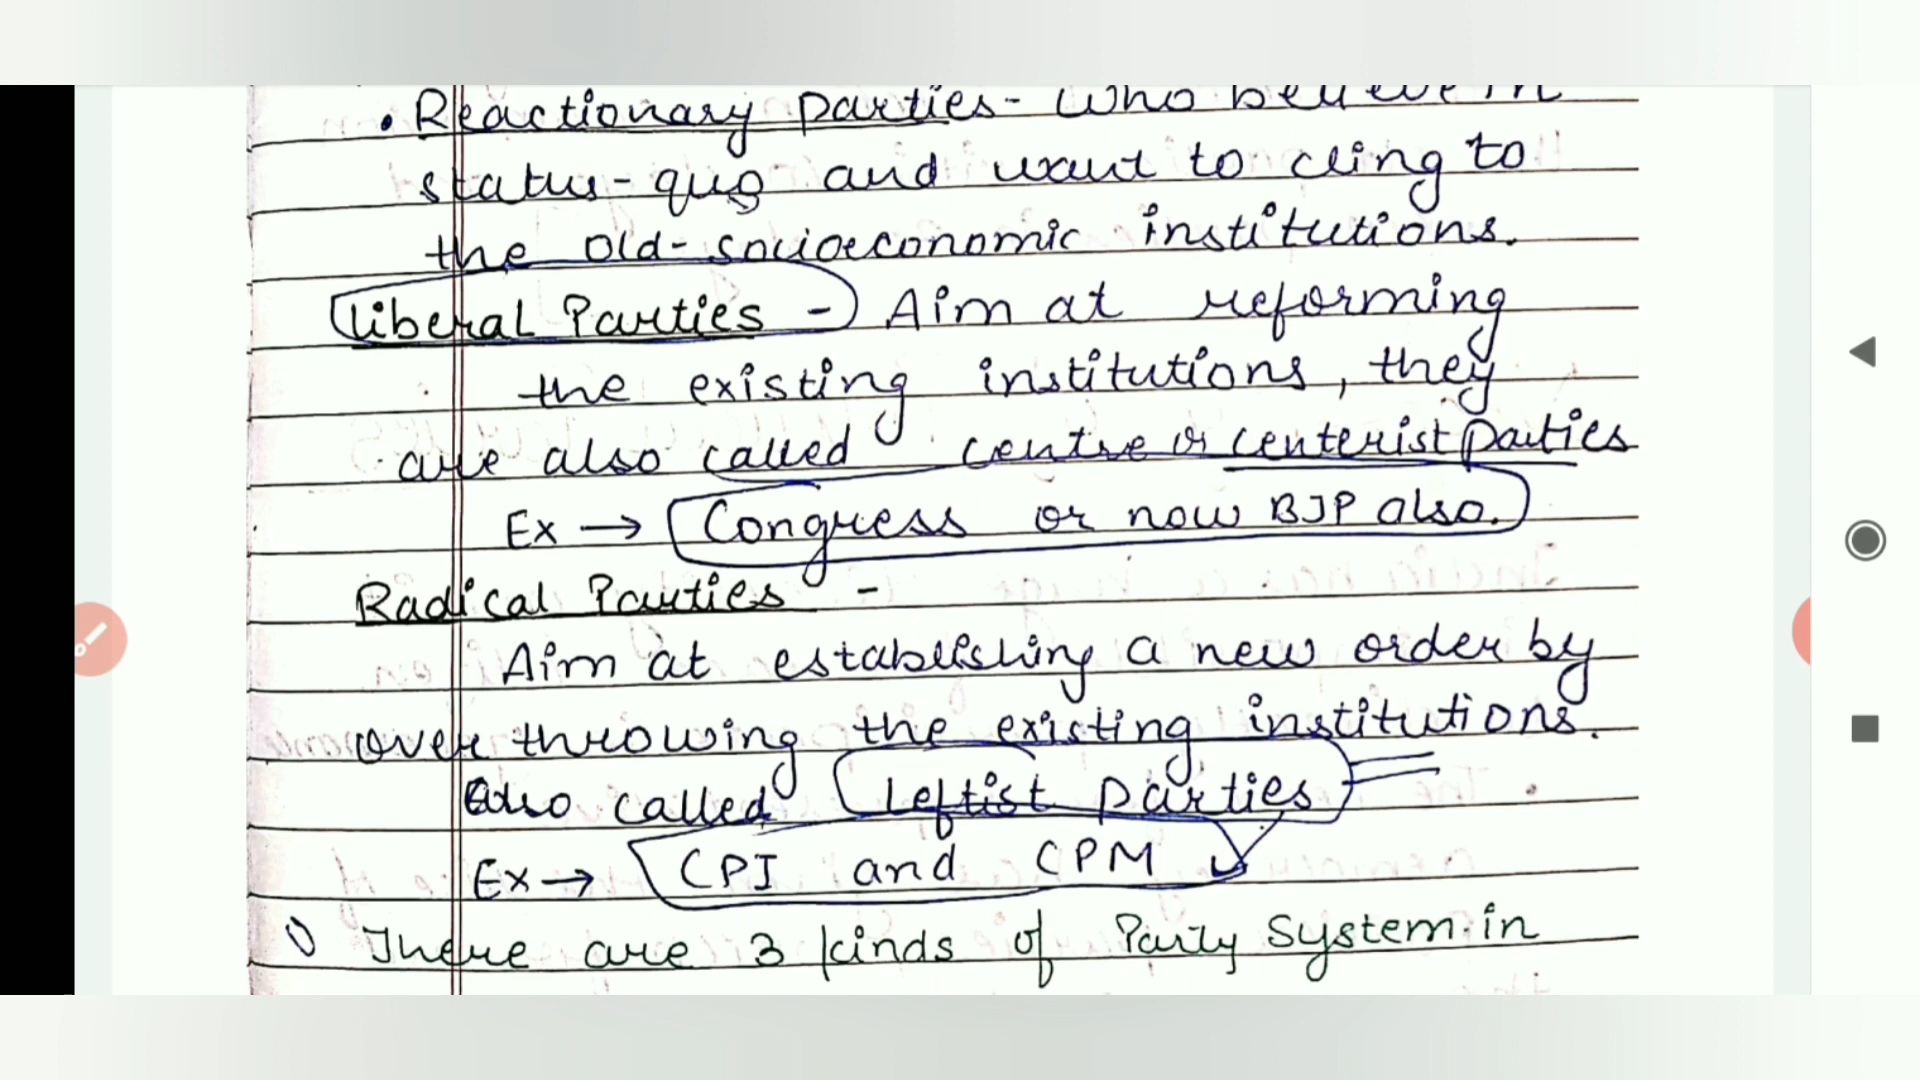 • Reactionary Parties- Who believe in
status-quo and want to cling to
the old-socioeconomic institutions.
Liberal Parties - Aim at reforming
the existing institutions, they
are also called centre or centerist parties
Ex → Congress or now BJP also.
Radical Parties -
Aim at establishing a new order by
over throwing the existing institutions.
Also called leftist parties
Ex → CPI and CPM
There are 3 kinds of Party System in